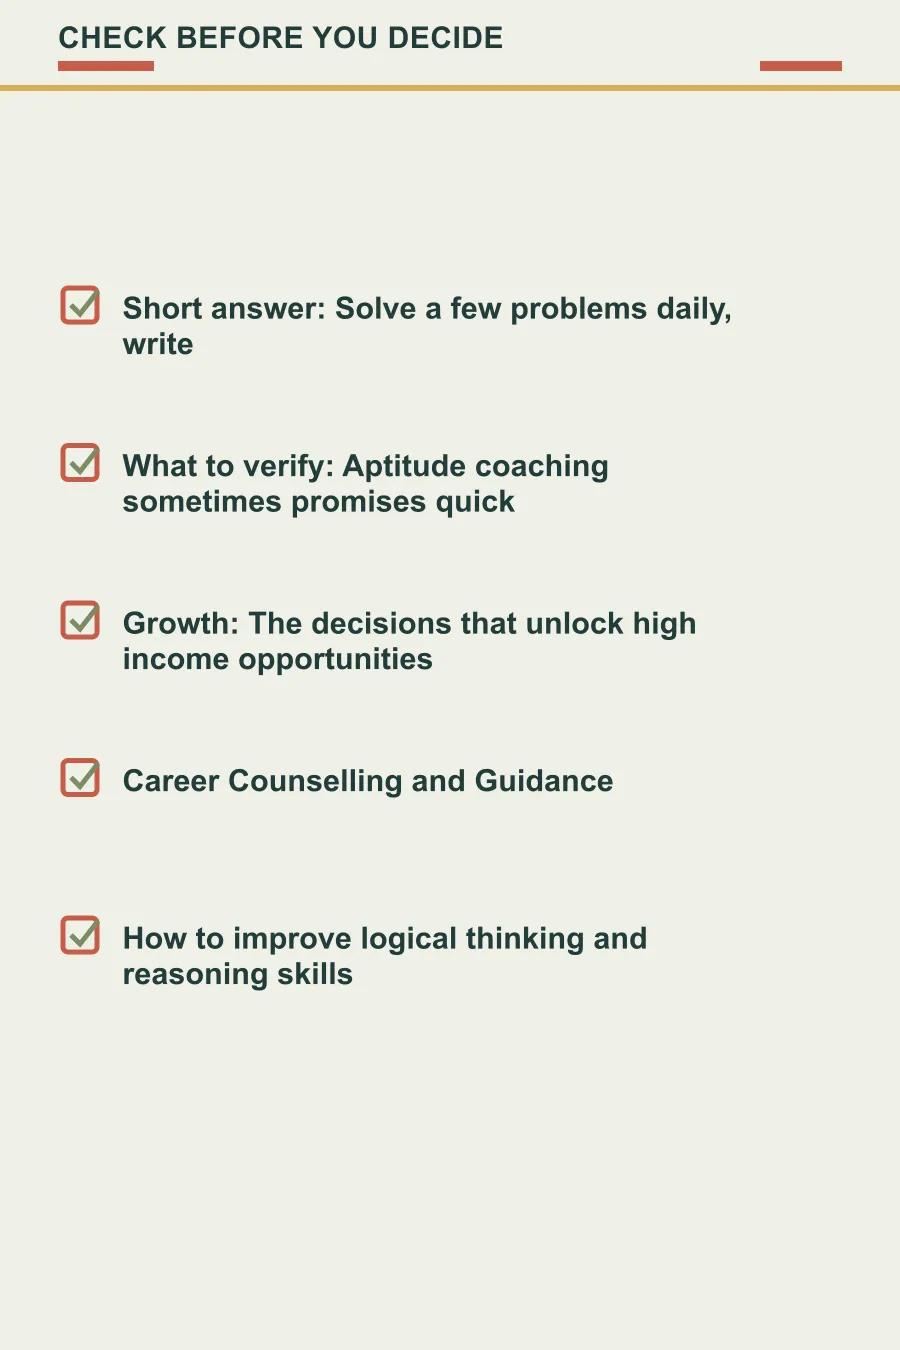 CHECK BEFORE YOU DECIDE
Short answer: Solve a few problems daily,
write
What to verify: Aptitude coaching
sometimes promises quick
Growth: The decisions that unlock high
income opportunities
Career Counselling and Guidance
How to improve logical thinking and
reasoning skills